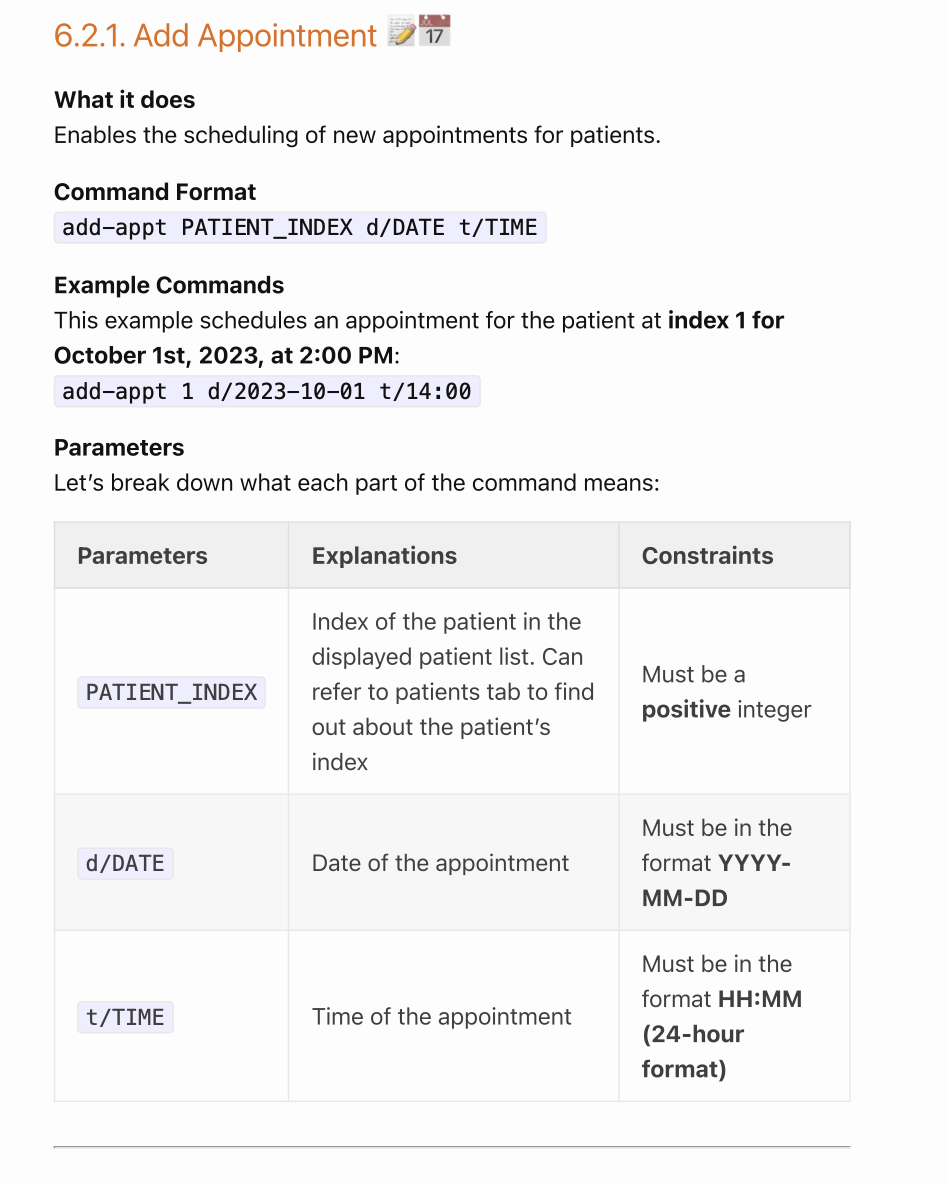 6.2.1. Add Appointment 📝📅
What it does
Enables the scheduling of new appointments for patients.
Command Format
add-appt PATIENT_INDEX d/DATE t/TIME
Example Commands
This example schedules an appointment for the patient at index 1 for
October 1st, 2023, at 2:00 PM:
add-appt 1 d/2023-10-01 t/14:00
Parameters
Let’s break down what each part of the command means:
Parameters Explanations Constraints
PATIENT_INDEX
Index of the patient in the
displayed patient list. Can
refer to patients tab to find
out about the patient’s
index
Must be a
positive integer
d/DATE
Date of the appointment
Must be in the
format YYYY-
MM-DD
t/TIME
Time of the appointment
Must be in the
format HH:MM
(24-hour
format)